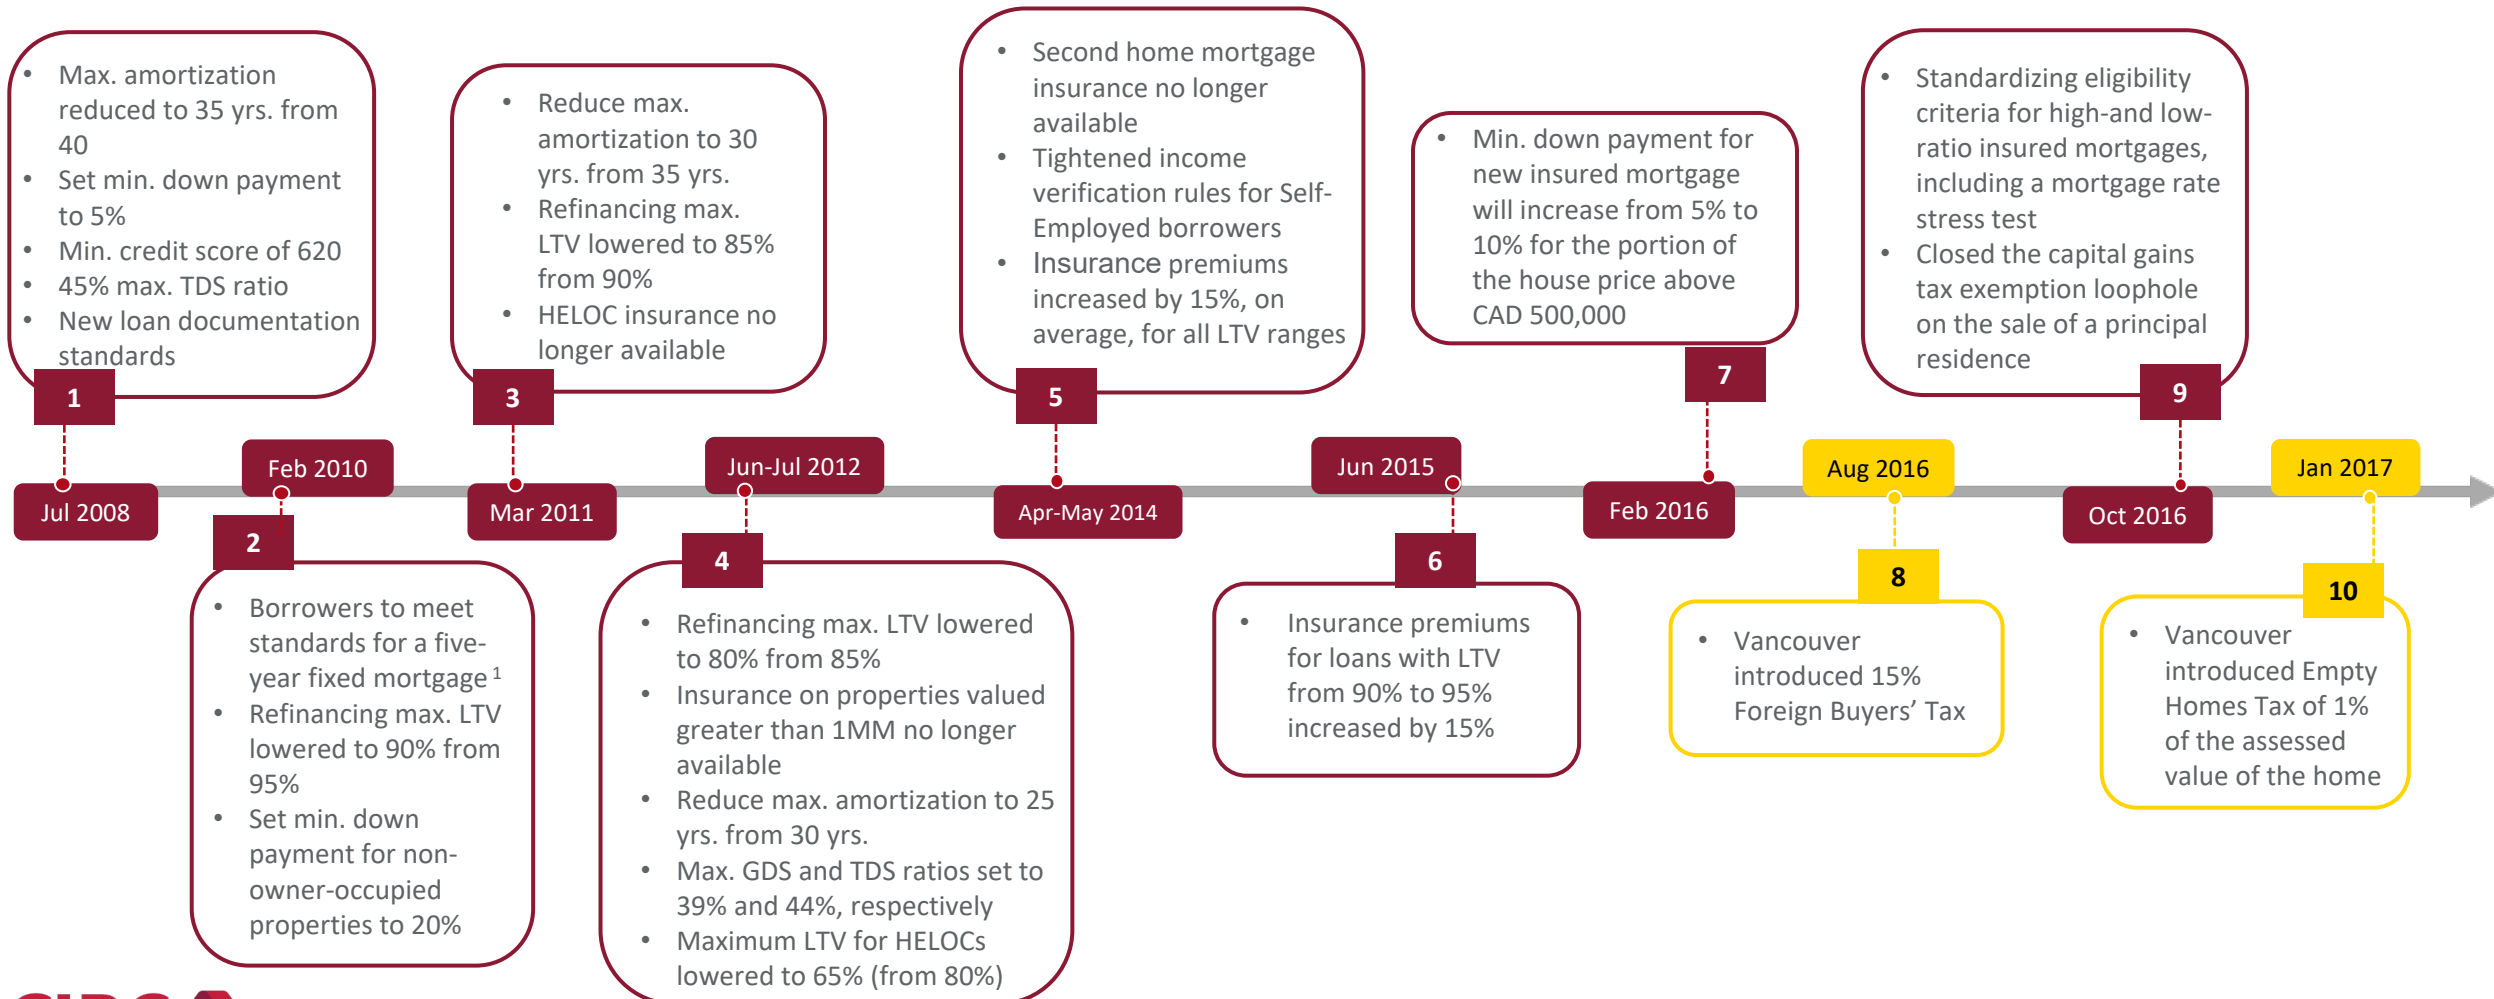 • Max. amortization
reduced to 35 yrs. from
40
• Set min. down payment
to 5%
• Min. credit score of 620
• 45% max. TDS ratio
• New loan documentation
standards
1
Jul 2008
Feb 2010
2
• Borrowers to meet
standards for a five-
year fixed mortgage 1
• Refinancing max. LTV
lowered to 90% from
95%
• Set min. down
payment for non-
owner-occupied
properties to 20%
• Reduce max.
amortization to 30
yrs. from 35 yrs.
• Refinancing max.
LTV lowered to 85%
from 90%
• HELOC insurance no
longer available
3
Mar 2011
Jun-Jul 2012
4
• Refinancing max. LTV lowered
to 80% from 85%
• Insurance on properties valued
greater than 1MM no longer
available
• Reduce max. amortization to 25
yrs. from 30 yrs.
• Max. GDS and TDS ratios set to
39% and 44%, respectively
• Maximum LTV for HELOCs
lowered to 65% (from 80%)
• Second home mortgage
insurance no longer
available
• Tightened income
verification rules for Self-
Employed borrowers
• Insurance premiums
increased by 15%, on
average, for all LTV ranges
5
Apr-May 2014
Jun 2015
6
• Insurance premiums
for loans with LTV
from 90% to 95%
increased by 15%
• Min. down payment for
new insured mortgage
will increase from 5% to
10% for the portion of
the house price above
CAD 500,000
7
Feb 2016
Aug 2016
8
• Vancouver
introduced 15%
Foreign Buyers’ Tax
• Standardizing eligibility
criteria for high-and low-
ratio insured mortgages,
including a mortgage rate
stress test
• Closed the capital gains
tax exemption loophole
on the sale of a principal
residence
9
Oct 2016
Jan 2017
10
• Vancouver
introduced Empty
Homes Tax of 1%
of the assessed
value of the home